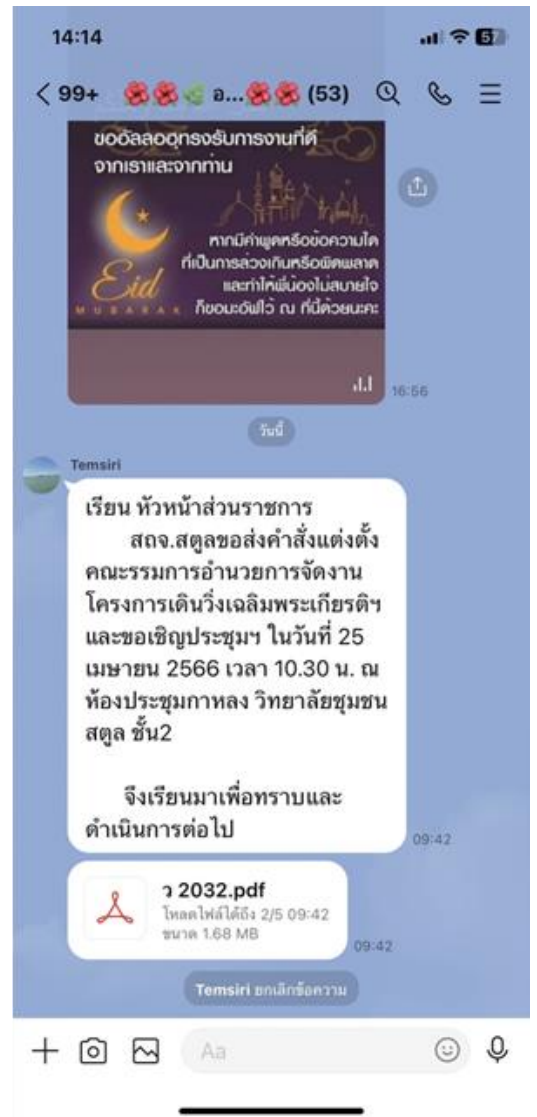 14:14
57
99+ อ... (53)
ขออัลลอฮฺทรงรับการงานที่ดี
จากเราและจากท่าน
หากมีคำพูดหรือข้อความใด
ที่เป็นการล่วงเกินหรือผิดพลาด
และทำให้พี่น้องไม่สบายใจ
ก็ขอมะอัฟไว้ ณ ที่นี้ด้วยนะคะ
Eid
MUBARAK
16:56
วันนี้
Temsiri
เรียน หัวหน้าส่วนราชการ
สถจ.สตูลขอส่งคำสั่งแต่งตั้ง
คณะรรมการอำนวยการจัดงาน
โครงการเดินวิ่งเฉลิมพระเกียรติฯ
และขอเชิญประชุมฯ ในวันที่ 25
เมษายน 2566 เวลา 10.30 น. ณ
ห้องประชุมกาหลง วิทยาลัยชุมชน
สตูล ชั้น2
จึงเรียนมาเพื่อทราบและ
ดำเนินการต่อไป
09:42
ว 2032.pdf
โหลดไฟล์ได้ถึง 2/5 09:42
ขนาด 1.68 MB
09:42
Temsiri ยกเลิกข้อความ
Aa